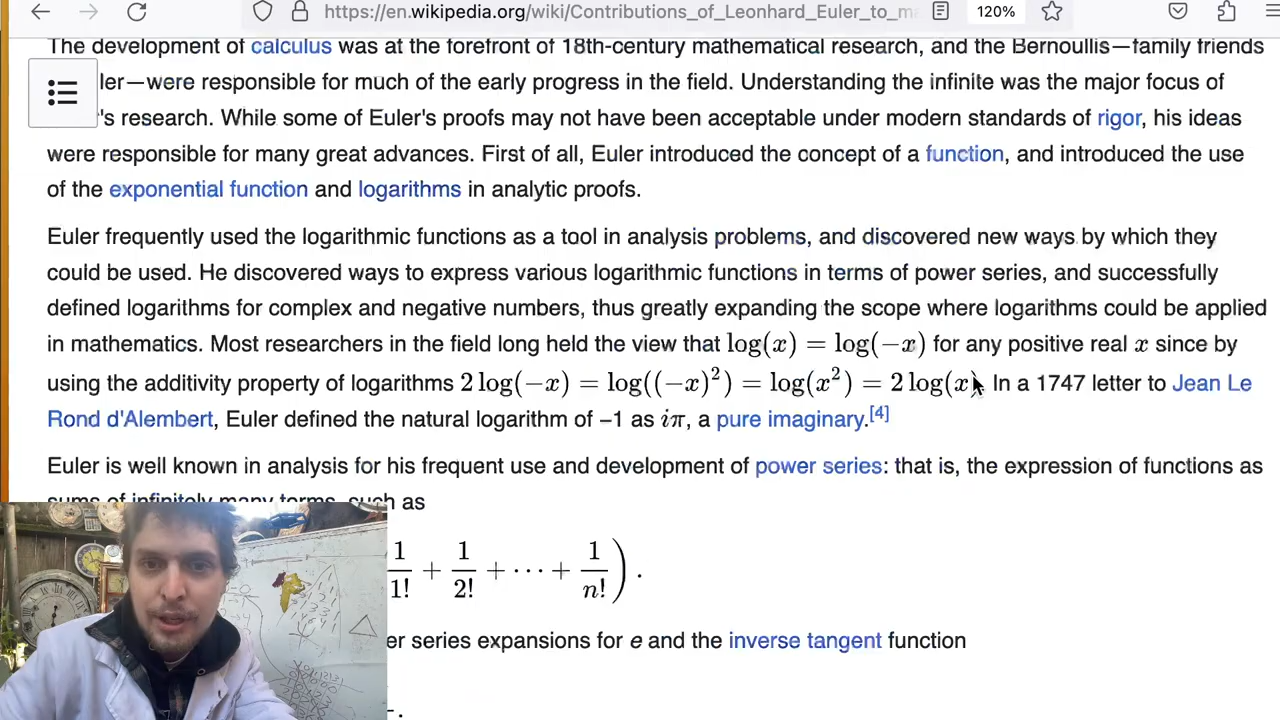 https://en.wikipedia.org/wiki/Contributions_of_Leonhard_Euler_to_ma
120%
The development of calculus was at the forefront of 18th-century mathematical research, and the Bernoullis—family friends
ler—were responsible for much of the early progress in the field. Understanding the infinite was the major focus of
's research. While some of Euler's proofs may not have been acceptable under modern standards of rigor, his ideas
were responsible for many great advances. First of all, Euler introduced the concept of a function, and introduced the use
of the exponential function and logarithms in analytic proofs.
Euler frequently used the logarithmic functions as a tool in analysis problems, and discovered new ways by which they
could be used. He discovered ways to express various logarithmic functions in terms of power series, and successfully
defined logarithms for complex and negative numbers, thus greatly expanding the scope where logarithms could be applied
in mathematics. Most researchers in the field long held the view that log(x) = log(−x) for any positive real x since by
using the additivity property of logarithms 2 log(−x) = log((−x)²) = log(x²) = 2 log(x). In a 1747 letter to Jean Le
Rond d'Alembert, Euler defined the natural logarithm of −1 as iπ, a pure imaginary.[4]
Euler is well known in analysis for his frequent use and development of power series: that is, the expression of functions as
sums of infinitely many terms, such as
1/1! + 1/2! + ⋯ + 1/n!).
er series expansions for e and the inverse tangent function
.